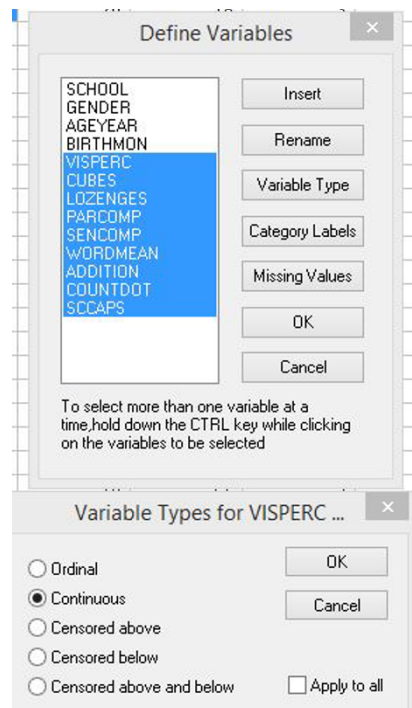 Define Variables
SCHOOL
GENDER
AGEYEAR
BIRTHMON
VISPERC
CUBES
LOZENGES
PARCOMP
SENCOMP
WORDMEAN
ADDITION
COUNTDOT
SCCAPS
Insert
Rename
Variable Type
Category Labels
Missing Values
OK
Cancel
To select more than one variable at a
time,hold down the CTRL key while clicking
on the variables to be selected
Variable Types for VISPERC ...
Ordinal
Continuous
Censored above
Censored below
Censored above and below
OK
Cancel
Apply to all